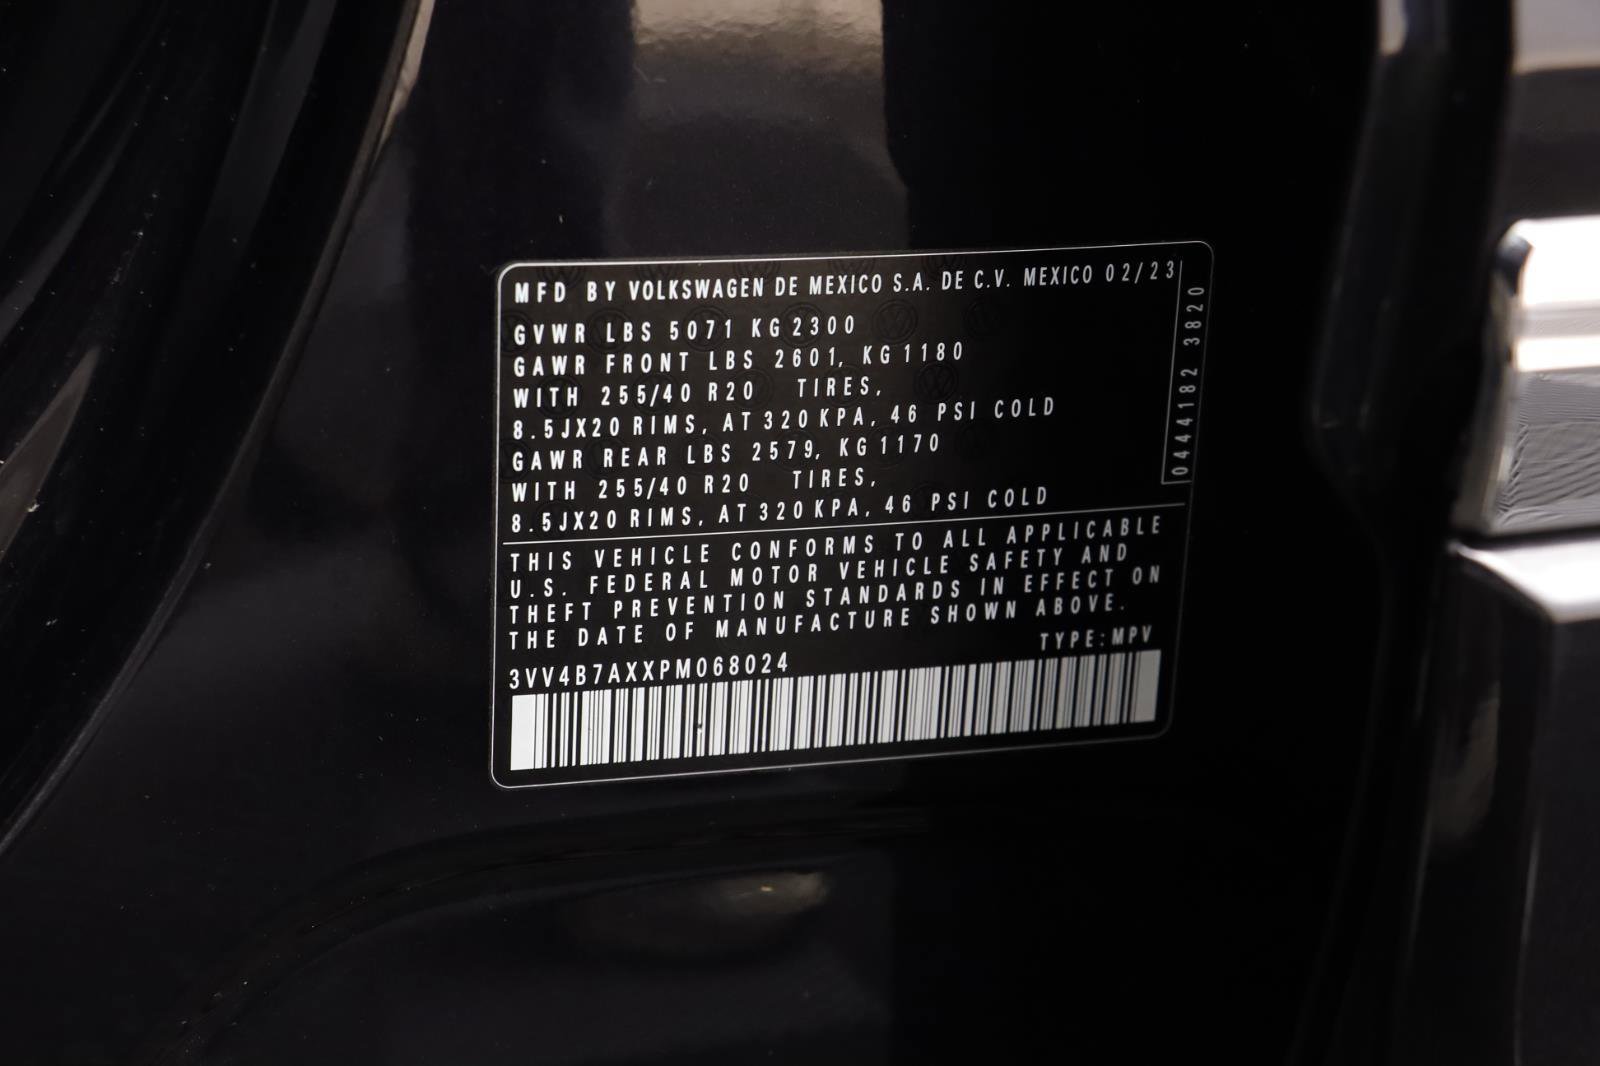 MFD BY VOLKSWAGEN DE MEXICO S.A. DE C.V. MEXICO 02/23
GVWR LBS 5071 KG 2300
GAWR FRONT LBS 2601, KG 1180
WITH 255/40 R20 TIRES,
8.5JX20 RIMS, AT 320 KPA, 46 PSI COLD
GAWR REAR LBS 2579, KG 1170
WITH 255/40 R20 TIRES,
8.5JX20 RIMS, AT 320 KPA, 46 PSI COLD
04444182 3820
THIS VEHICLE CONFORMS TO ALL APPLICABLE
U.S. FEDERAL MOTOR VEHICLE SAFETY AND
THEFT PREVENTION STANDARDS IN EFFECT ON
THE DATE OF MANUFACTURE SHOWN ABOVE.
TYPE:MPV
3VV4B7AXXPM068024